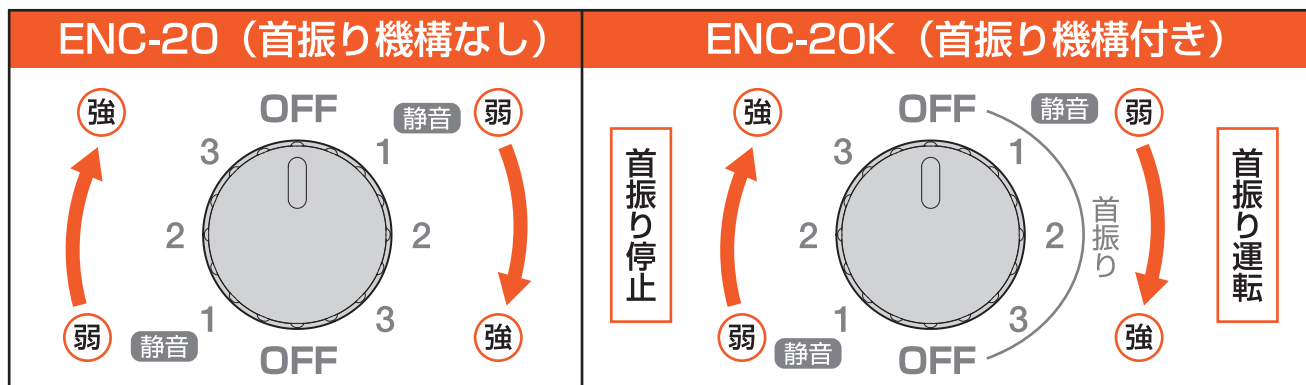 ENC-20（首振り機構なし）
強
OFF
静音
弱
3
1
2
2
1
3
弱
静音
OFF
強
ENC-20K（首振り機構付き）
首振り停止
強
OFF
静音
弱
3
1
2
2
首振り
1
3
弱
静音
OFF
強
首振り運転